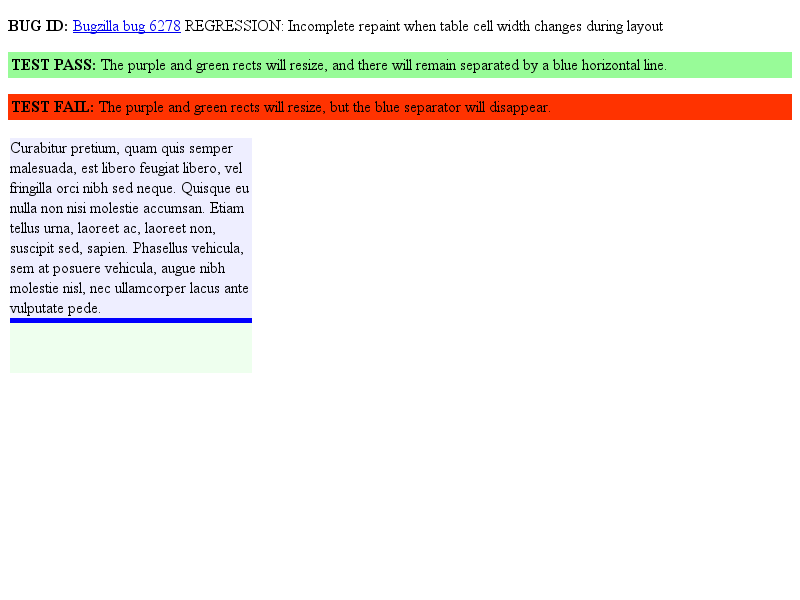 BUG ID: Bugzilla bug 6278 REGRESSION: Incomplete repaint when table cell width changes during layout
TEST PASS: The purple and green rects will resize, and there will remain separated by a blue horizontal line.
TEST FAIL: The purple and green rects will resize, but the blue separator will disappear.
Curabitur pretium, quam quis semper
malesuada, est libero feugiat libero, vel
fringilla orci nibh sed neque. Quisque eu
nulla non nisi molestie accumsan. Etiam
tellus urna, laoreet ac, laoreet non,
suscipit sed, sapien. Phasellus vehicula,
sem at posuere vehicula, augue nibh
molestie nisl, nec ullamcorper lacus ante
vulputate pede.